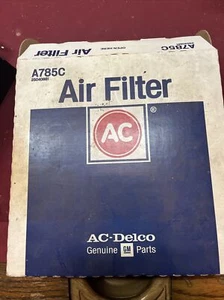 Air Filter
A785C
A785C
Air Filter
AC
®
AC-Delco
Genuine GM Parts